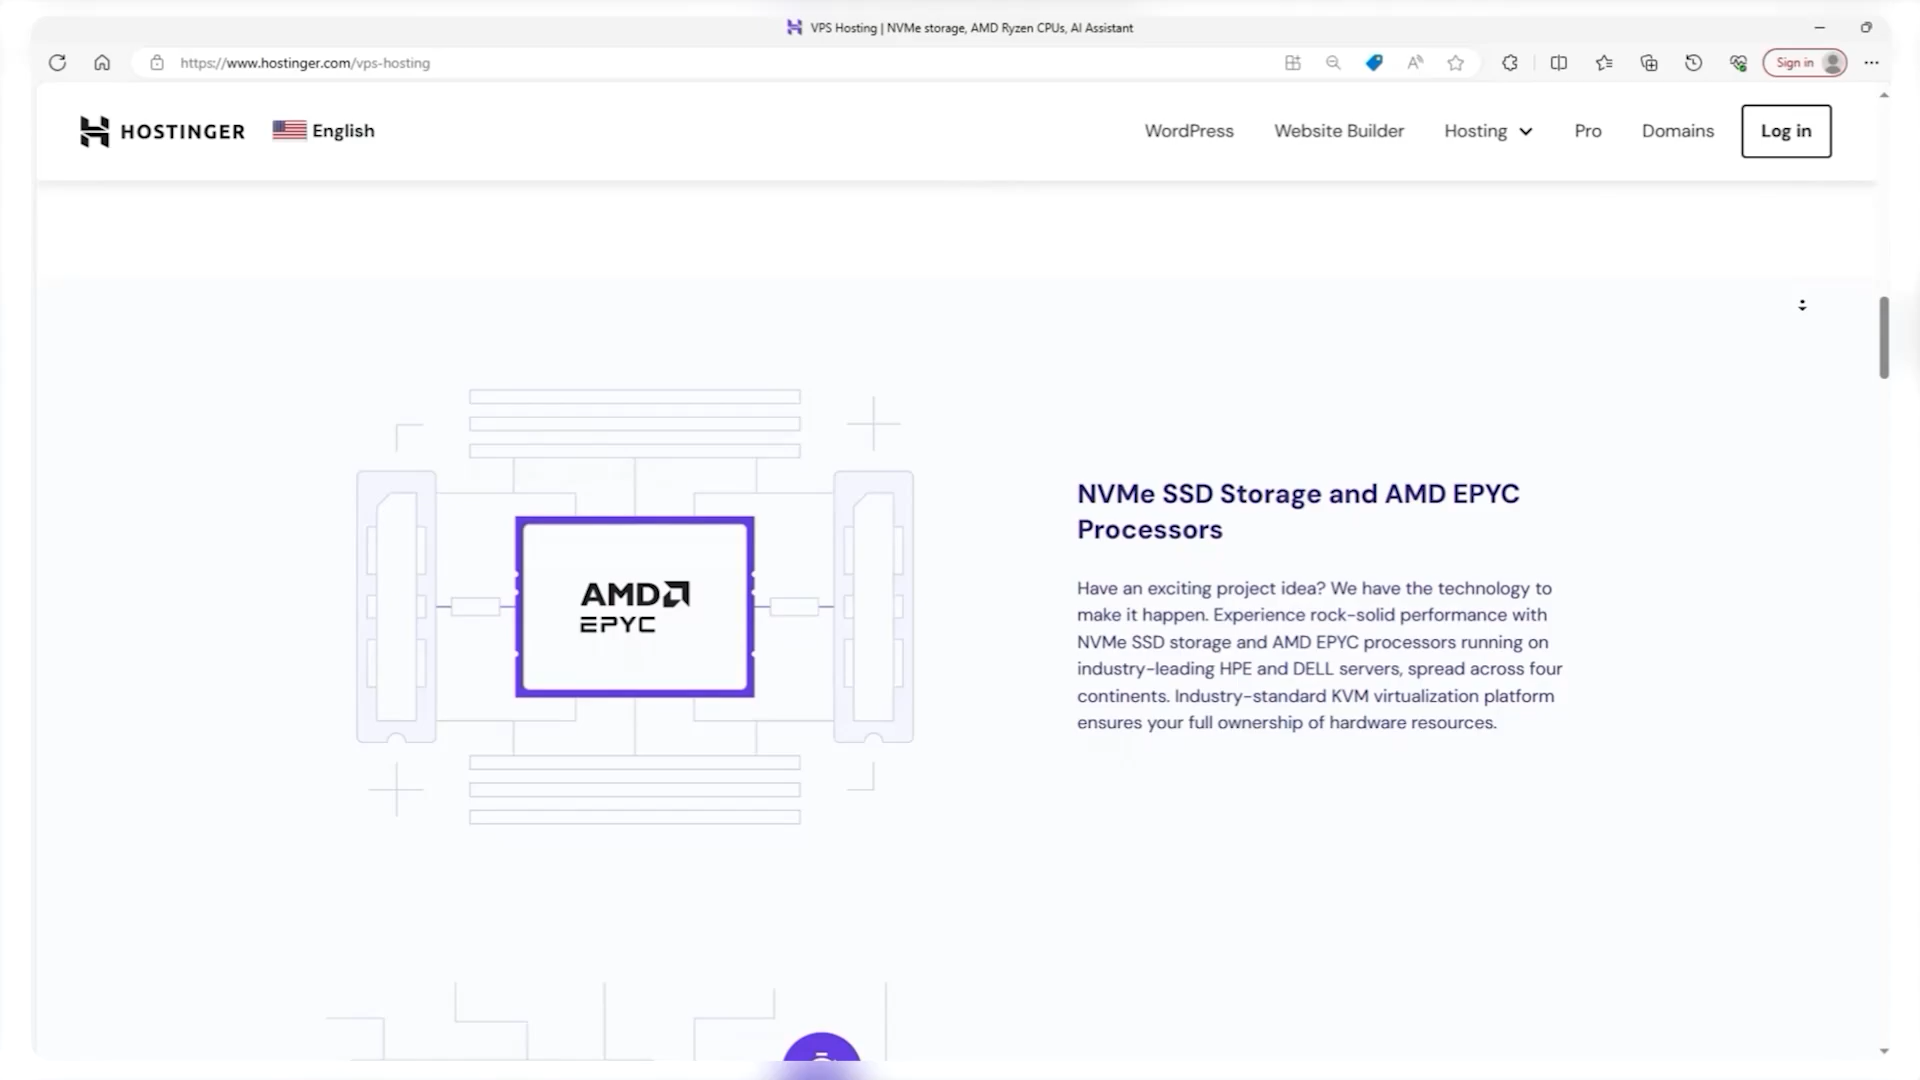 VPS Hosting | NVMe storage, AMD Ryzen CPUs, AI Assistant
https://www.hostinger.com/vps-hosting
Sign in
HOSTINGER
English
WordPress
Website Builder
Hosting
Pro
Domains
Log in
AMD
EPYC
NVMe SSD Storage and AMD EPYC
Processors
Have an exciting project idea? We have the technology to
make it happen. Experience rock-solid performance with
NVMe SSD storage and AMD EPYC processors running on
industry-leading HPE and DELL servers, spread across four
continents. Industry-standard KVM virtualization platform
ensures your full ownership of hardware resources.